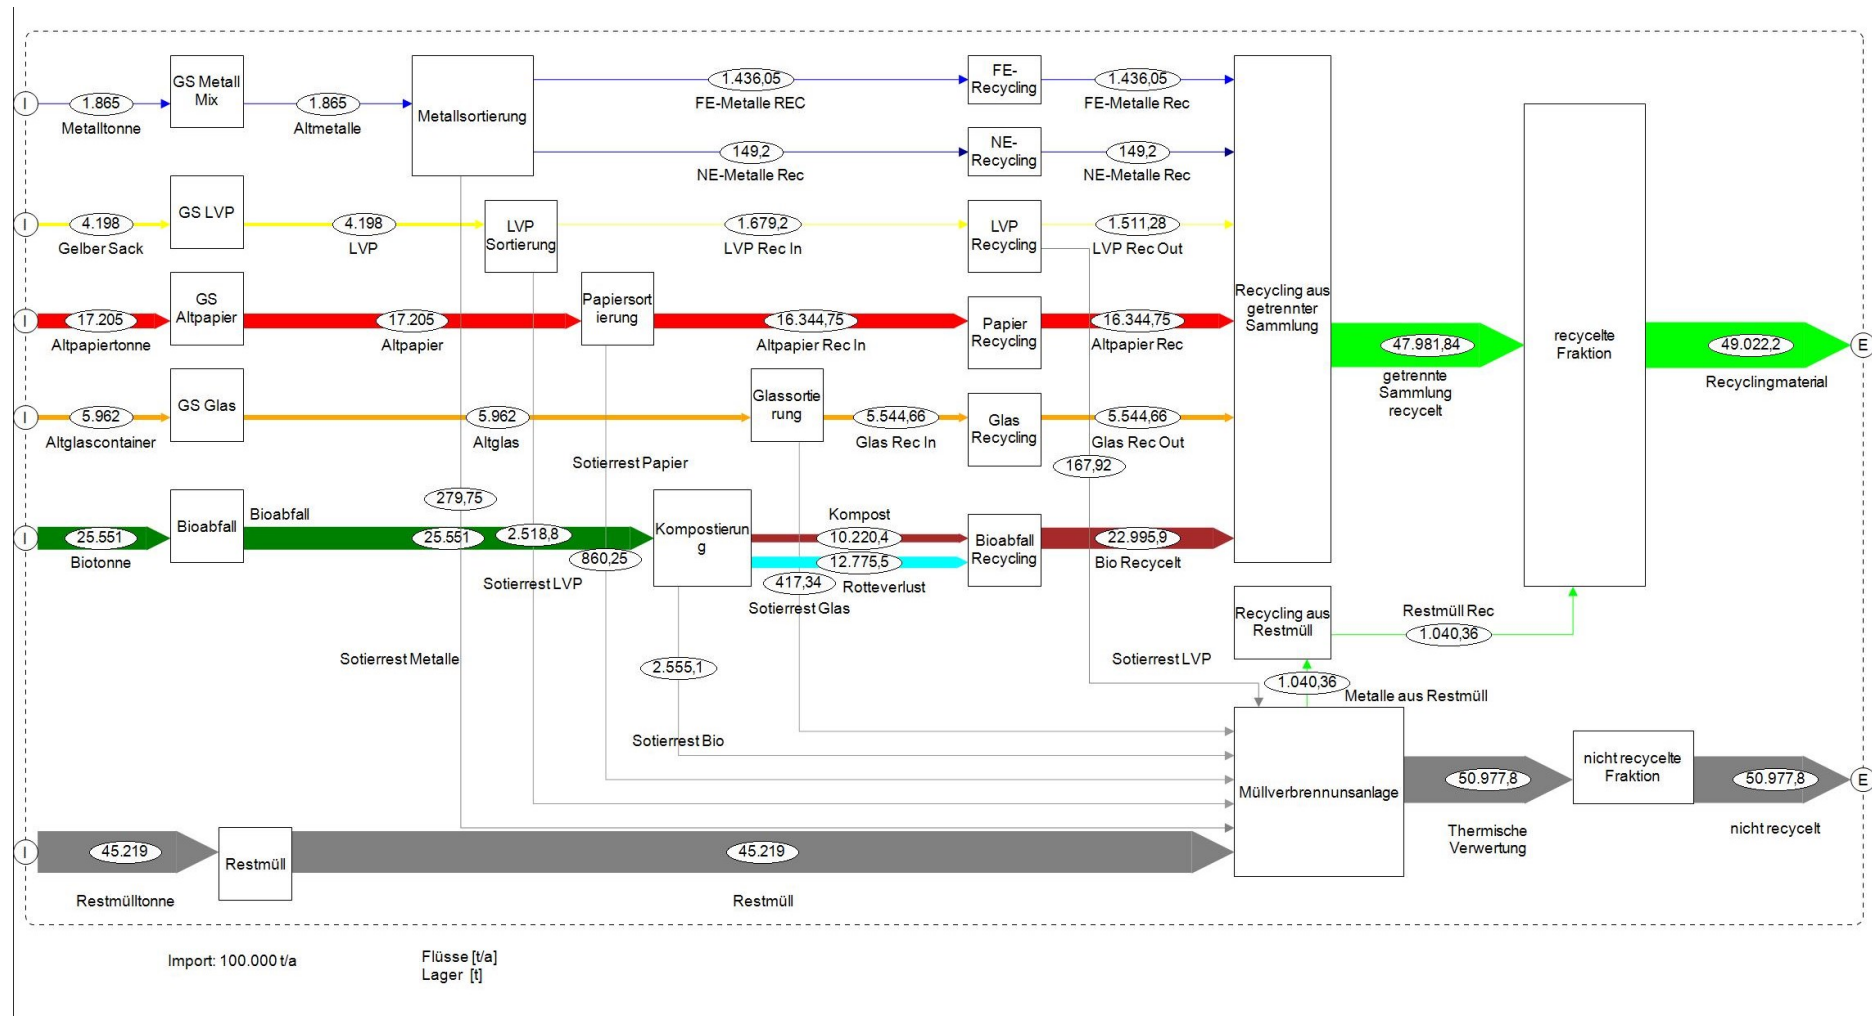 GS Metall
Mix
I
1.865
Metalltonne
1.865
Altmetalle
Metallsortierung
1.436,05
FE-Metalle REC
FE-
Recycling
1.436,05
FE-Metalle Rec
149,2
NE-Metalle Rec
NE-
Recycling
149,2
NE-Metalle Rec
I
4.198
Gelber Sack
GS LVP
4.198
LVP
LVP
Sortierung
1.679,2
LVP Rec In
LVP
Recycling
1.511,28
LVP Rec Out
I
17.205
Altpapiertonne
GS
Altpapier
17.205
Altpapier
Papiersort
ierung
16.344,75
Altpapier Rec In
Papier
Recycling
16.344,75
Altpapier Rec
Recycling aus
getrennter
Sammlung
47.981,84
getrennte
Sammlung
recycelt
recycelte
Fraktion
49.022,2
Recyclingmaterial
E
I
5.962
Altglascontainer
GS Glas
5.962
Altglas
Glassortie
rung
5.544,66
Glas Rec In
Glas
Recycling
5.544,66
Glas Rec Out
Sotierrest Papier
167,92
279,75
I
25.551
Biotonne
Bioabfall
Bioabfall
25.551
2.518,8
860,25
Sotierrest LVP
Kompostierun
g
Kompost
10.220,4
12.775,5
Rotteverlust
417,34
Sotierrest Glas
Bioabfall
Recycling
22.995,9
Bio Recycelt
Recycling aus
Restmüll
Restmüll Rec
1.040,36
Sotierrest Metalle
2.555,1
Sotierrest LVP
1.040,36
Metalle aus Restmüll
Sotierrest Bio
Müllverbrennunsanlage
50.977,8
Thermische
Verwertung
nicht recycelte
Fraktion
50.977,8
nicht recycelt
E
I
45.219
Restmülltonne
Restmüll
45.219
Restmüll
Import: 100.000 t/a
Flüsse [t/a]
Lager [t]